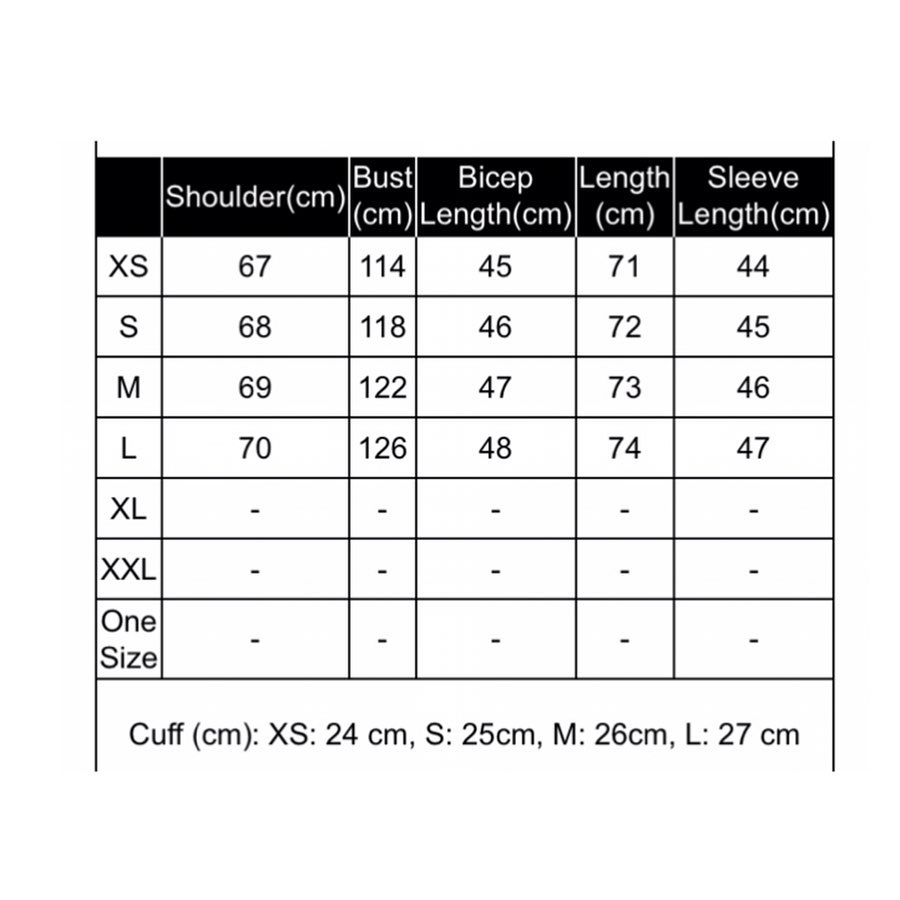 Shoulder(cm) Bust (cm) Bicep Length(cm) Length (cm) Sleeve Length(cm)
XS 67 114 45 71 44
S 68 118 46 72 45
M 69 122 47 73 46
L 70 126 48 74 47
XL - - - - -
XXL - - - - -
One Size - - - - -
Cuff (cm): XS: 24 cm, S: 25cm, M: 26cm, L: 27 cm